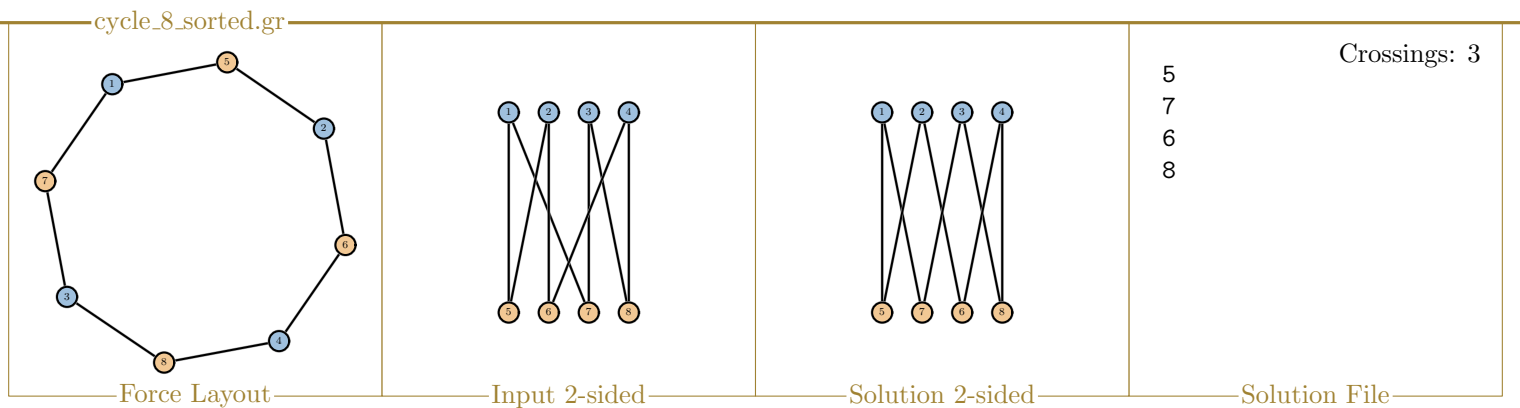 cycle_8_sorted.gr
5
1
2
7
6
3
4
8
Force Layout
1 2 3 4
5 6 7 8
Input 2-sided
1 2 3 4
5 7 6 8
Solution 2-sided
Crossings: 3
5
7
6
8
Solution File